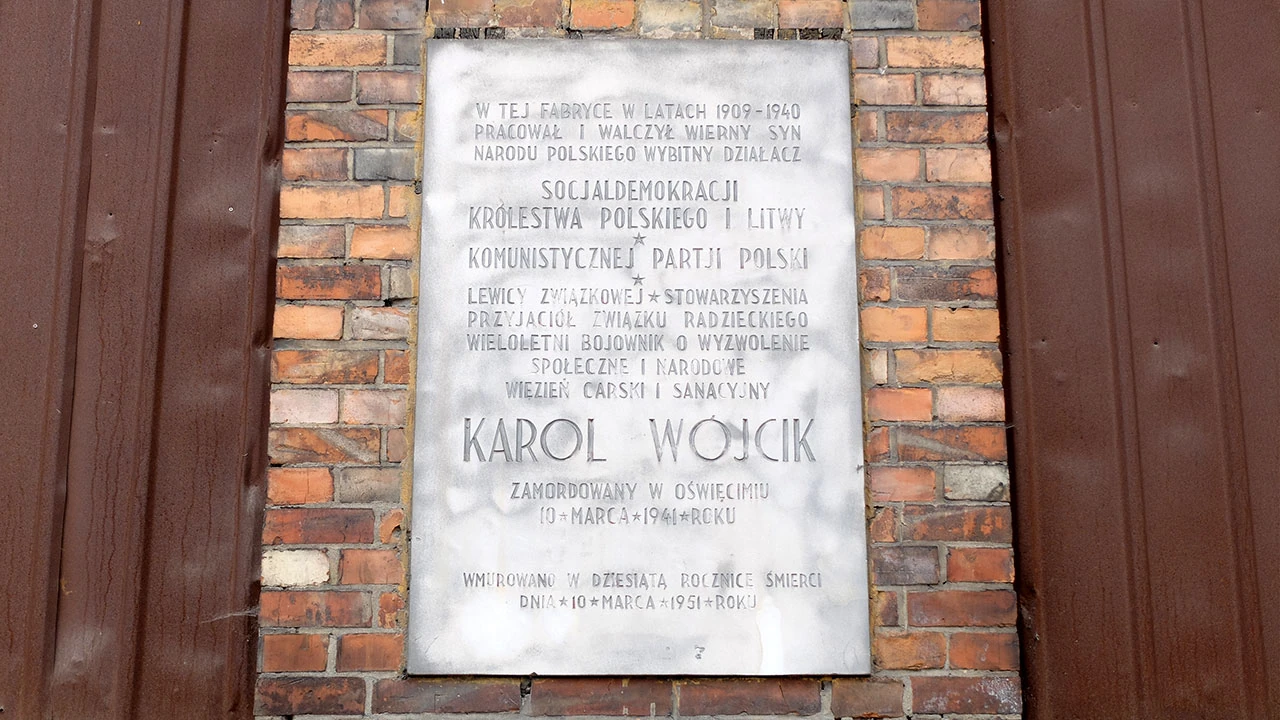 W TEJ FABRYCE W LATACH 1909-1940
PRACOWAŁ I WALCZYŁ WIERNY SYN
NARODU POLSKIEGO WYBITNY DZIAŁACZ
SOCJALDEMOKRACJI
KRÓLESTWA POLSKIEGO I LITWY
★
KOMUNISTYCZNEJ PARTJI POLSKI
★
LEWICY ZWIĄZKOWEJ★STOWARZYSZENIA
PRZYJACIÓŁ ZWIĄZKU RADZIECKIEGO
WIELOLETNI BOJOWNIK O WYZWOLENIE
SPOŁECZNE I NARODOWE
WIĘZIEŃ CARSKI I SANACYJNY
KAROL WÓJCIK
ZAMORDOWANY W OŚWIĘCIMIU
10★MARCA★1941★ROKU
WMUROWANO W DZIESIĄTĄ ROCZNICE ŚMIERCI
DNIA★10★MARCA★1951★ROKU